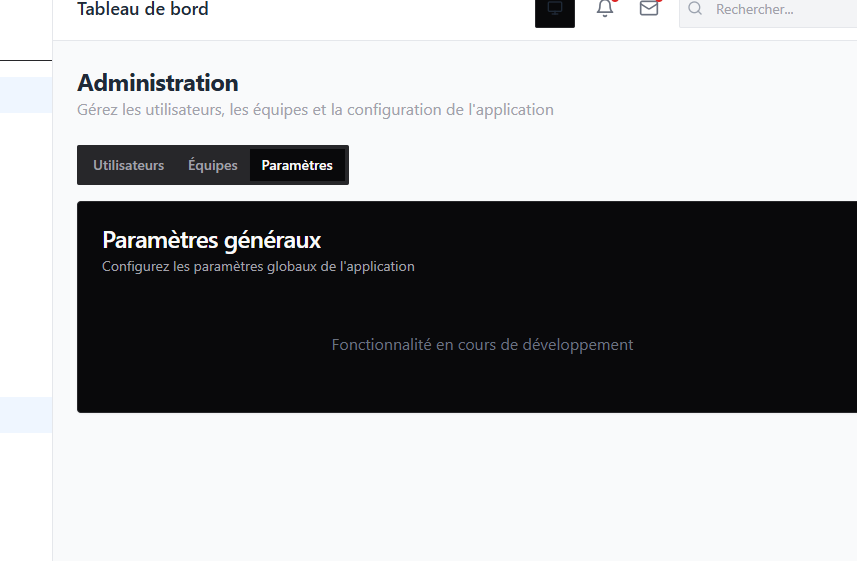 Tableau de bord
Rechercher...
Administration
Gérez les utilisateurs, les équipes et la configuration de l'application
Utilisateurs Équipes Paramètres
Paramètres généraux
Configurez les paramètres globaux de l'application
Fonctionnalité en cours de développement